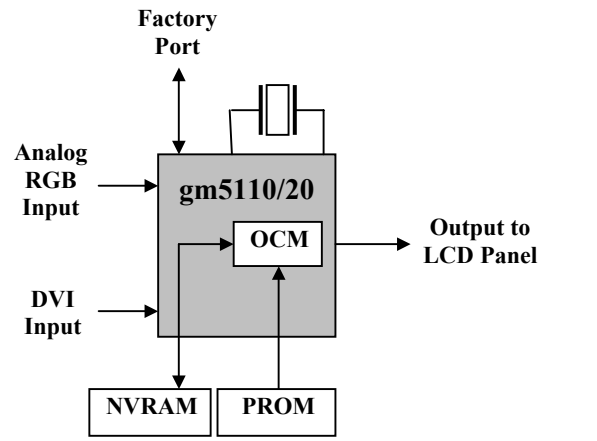 Factory
Port
Analog
RGB
Input
gm5110/20
OCM
Output to
LCD Panel
DVI
Input
NVRAM
PROM